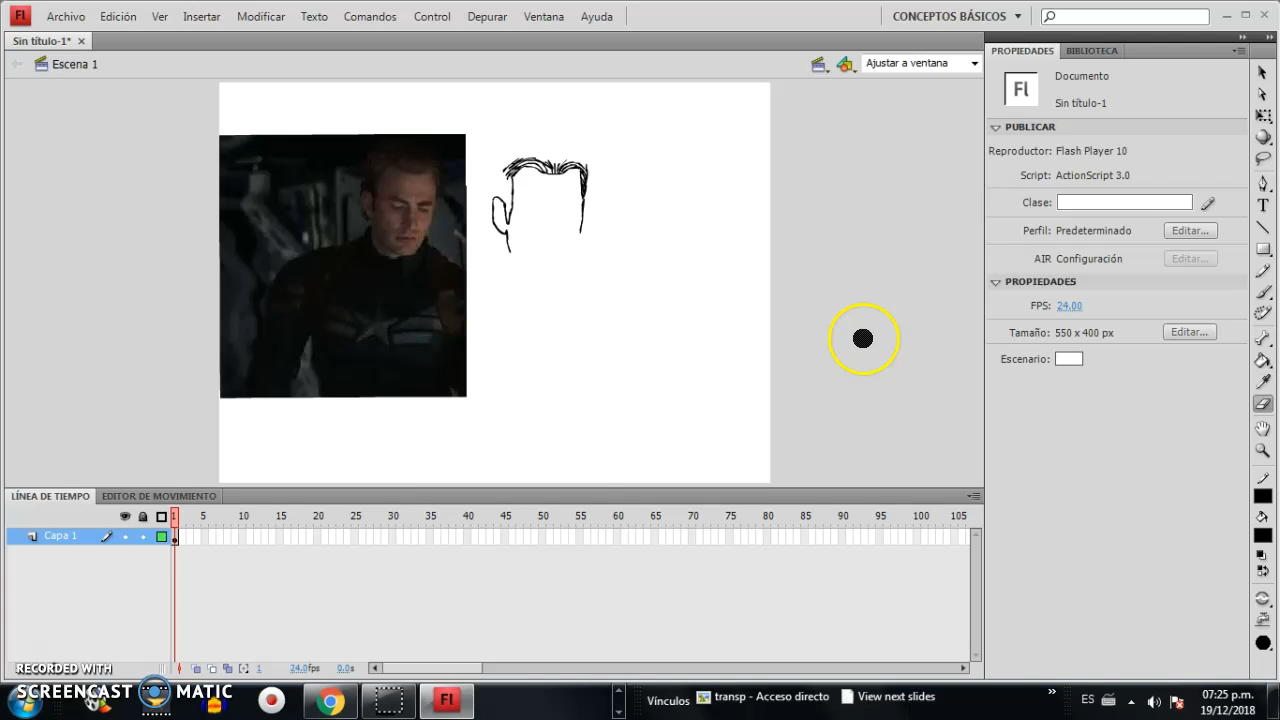 Fl Archivo Edición Ver Insertar Modificar Texto Comandos Control Depurar Ventana Ayuda CONCEPTOS BÁSICOS
Sin título-1*
Escena 1 Ajustar a ventana
PROPIEDADES BIBLIOTECA
Fl Documento
Sin título-1
PUBLICAR
Reproductor: Flash Player 10
Script: ActionScript 3.0
Clase:
Perfil: Predeterminado Editar...
AIR Configuración Editar...
PROPIEDADES
FPS: 24.00
Tamaño: 550 x 400 px Editar...
Escenario:
LÍNEA DE TIEMPO EDITOR DE MOVIMIENTO
1 5 10 15 20 25 30 35 40 45 50 55 60 65 70 75 80 85 90 95 100 105
Capa 1
1 24.0fps 0.0s
RECORDED WITH
SCREENCAST MATIC
Fl Vínculos transp - Acceso directo View next slides » ES
07:25 p.m.
19/12/2018